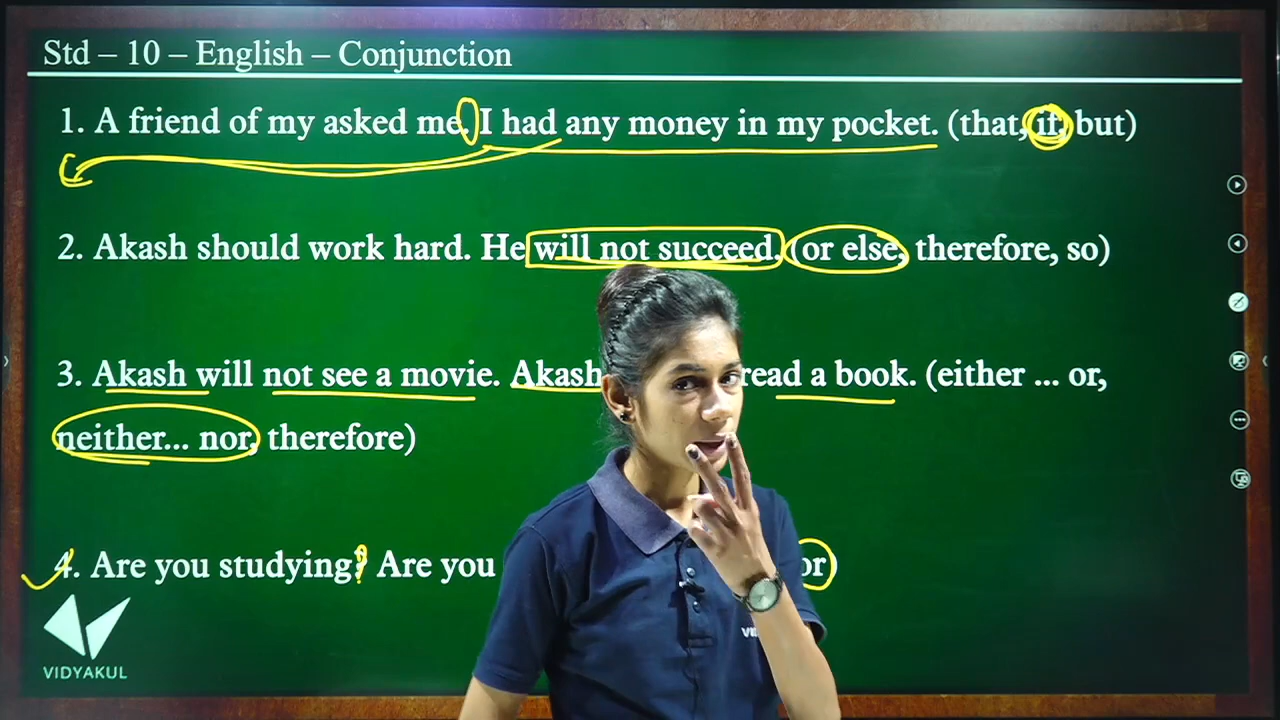 Std – 10 – English – Conjunction
1. A friend of my asked me. I had any money in my pocket. (that, if, but)
2. Akash should work hard. He will not succeed. (or else, therefore, so)
3. Akash will not see a movie. Akash read a book. (either ... or,
neither... nor, therefore)
4. Are you studying? Are you or
VIDYAKUL